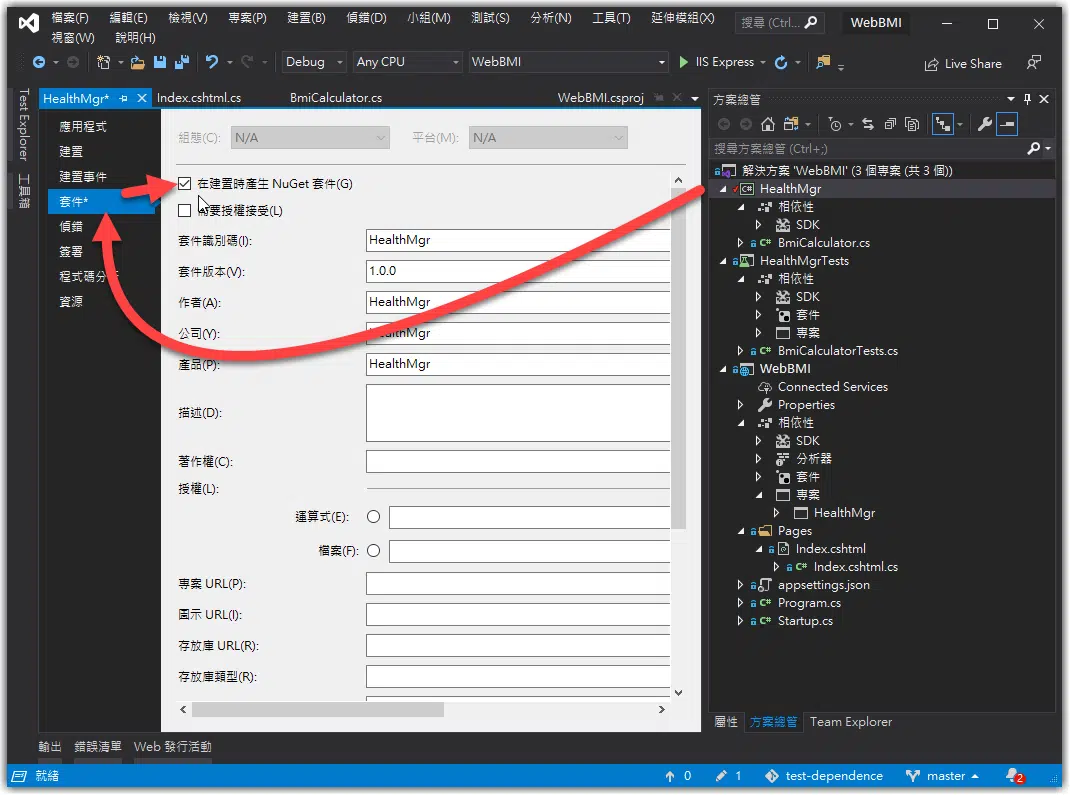 檔案(F) 編輯(E) 檢視(V) 專案(P) 建置(B) 偵錯(D) 小組(M) 測試(S) 分析(N) 工具(T) 延伸模組(X) 搜尋 (Ctrl... WebBMI
視窗(W) 說明(H)
Debug Any CPU WebBMI IIS Express Live Share
Test Explorer
工具箱
HealthMgr* Index.cshtml.cs BmiCalculator.cs WebBMI.csproj
應用程式
建置
建置事件
套件*
偵錯
簽署
程式碼分
資源
組態(C): N/A 平台(M): N/A
在建置時產生 NuGet 套件(G)
要授權接受(L)
套件識別碼(I): HealthMgr
套件版本(V): 1.0.0
作者(A): HealthMgr
公司(Y): HealthMgr
產品(P): HealthMgr
描述(D):
著作權(C):
授權(L):
運算式(E):
檔案(F):
專案 URL(P):
圖示 URL(I):
存放庫 URL(R):
存放庫類型(R):
方案總管
搜尋方案總管 (Ctrl+;)
解決方案 'WebBMI' (3 個專案 (共 3 個))
HealthMgr
相依性
SDK
C# BmiCalculator.cs
HealthMgrTests
相依性
SDK
套件
專案
C# BmiCalculatorTests.cs
WebBMI
Connected Services
Properties
相依性
SDK
分析器
套件
專案
HealthMgr
Pages
Index.cshtml
C# Index.cshtml.cs
appsettings.json
C# Program.cs
C# Startup.cs
屬性 方案總管 Team Explorer
輸出 錯誤清單 Web 發行活動
就緒 0 1 test-dependence master 2